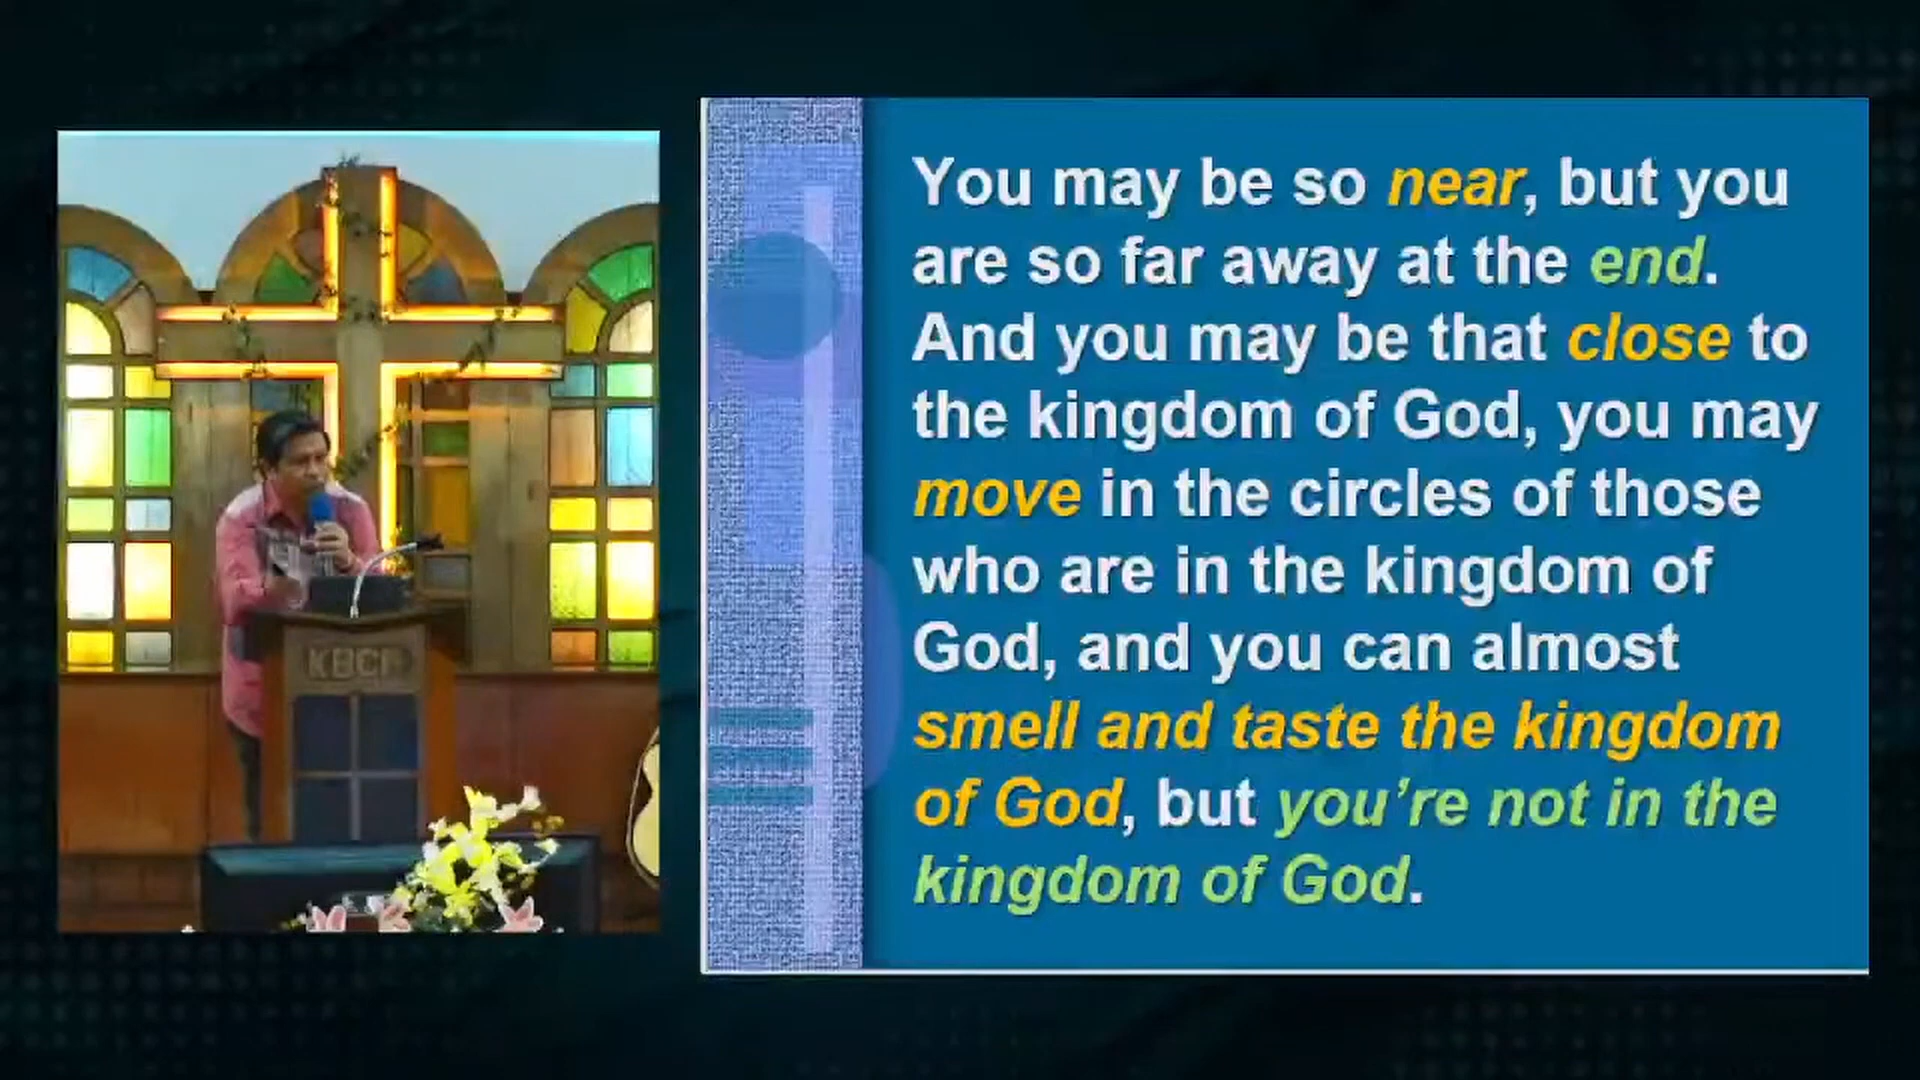 You may be so near, but you
are so far away at the end.
And you may be that close to
the kingdom of God, you may
move in the circles of those
who are in the kingdom of
God, and you can almost
smell and taste the kingdom
of God, but you’re not in the
kingdom of God.